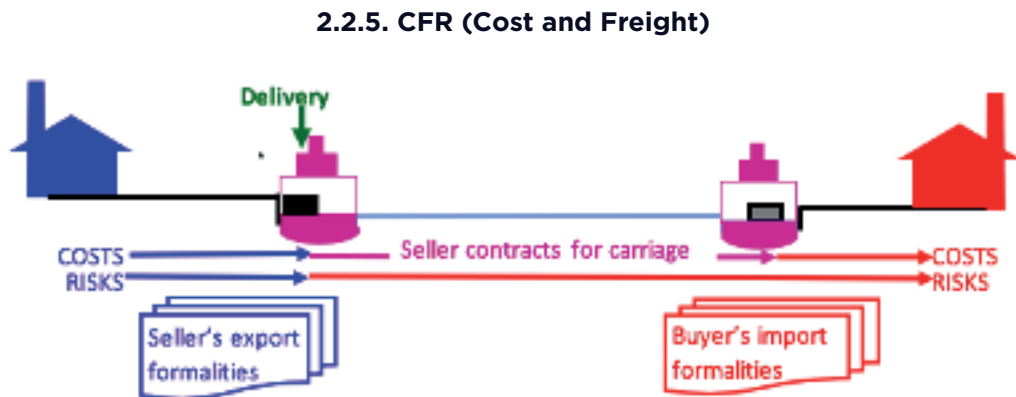 2.2.5. CFR (Cost and Freight)
Delivery
COSTS
Seller contracts for carriage
COSTS
RISKS
RISKS
Seller's export
formalities
Buyer's import
formalities